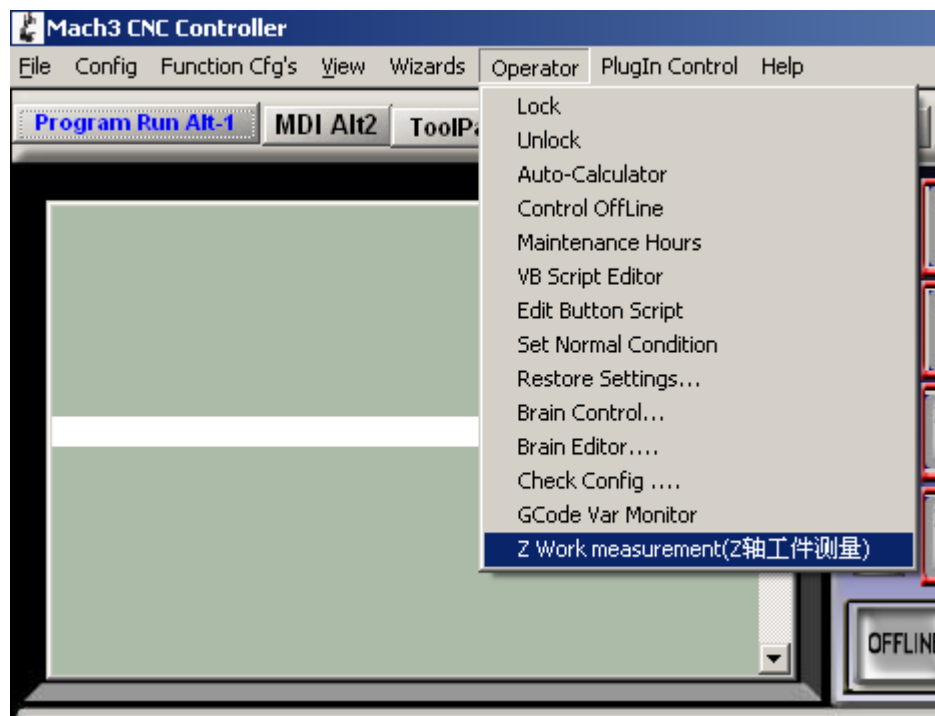 Mach3 CNC Controller
File Config Function Cfg's View Wizards Operator PlugIn Control Help
Program Run Alt-1 MDI Alt2
Lock
Unlock
Auto-Calculator
Control OffLine
Maintenance Hours
VB Script Editor
Edit Button Script
Set Normal Condition
Restore Settings...
Brain Control...
Brain Editor....
Check Config ....
GCode Var Monitor
Z Work measurement(Z轴工件测量)